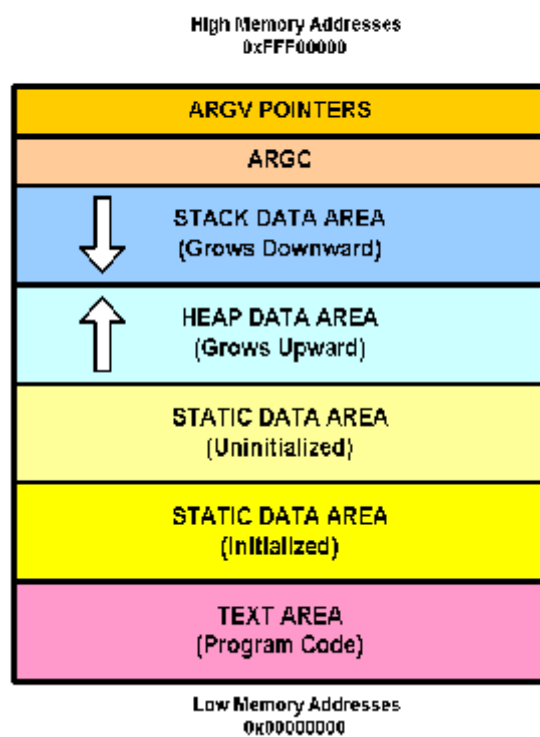 High Memory Addresses
0xFFF00000
ARGV POINTERS
ARGC
STACK DATA AREA
(Grows Downward)
HEAP DATA AREA
(Grows Upward)
STATIC DATA AREA
(Uninitialized)
STATIC DATA AREA
(Initialized)
TEXT AREA
(Program Code)
Low Memory Addresses
0x00000000